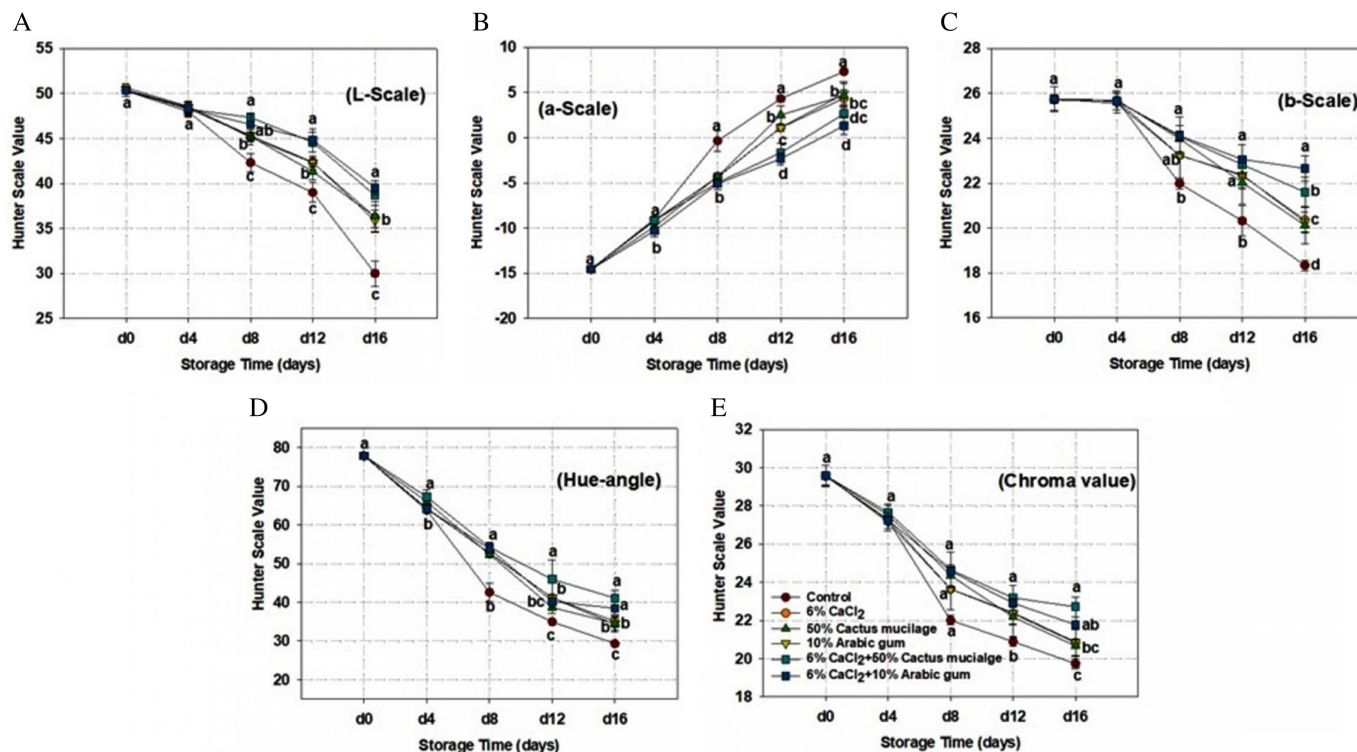 A
B
C
55
50
45
40
35
30
25
Hunter Scale Value
(L-Scale)
a
a
a
ab
b
c
a
b
c
a
b
c
d0
d4
d8
d12
d16
Storage Time (days)
10
5
0
-5
-10
-15
-20
Hunter Scale Value
(a-Scale)
a
a
b
a
b
a
b
c
d
a
b
bc
dc
d
d0
d4
d8
d12
d16
Storage Time (days)
28
26
24
22
20
18
16
Hunter Scale Value
(b-Scale)
a
a
a
ab
b
a
a
b
a
b
c
d
d0
d4
d8
d12
d16
Storage Time (days)
D
E
80
70
60
50
40
30
20
Hunter Scale Value
(Hue-angle)
a
a
b
a
b
a
b
bc
c
a
a
b
b
c
d0
d4
d8
d12
d16
Storage Time (days)
32
30
28
26
24
22
20
18
Hunter Scale Value
(Chroma value)
a
a
a
a
a
a
b
a
ab
bc
c
Control
6% CaCl2
50% Cactus mucilage
10% Arabic gum
6% CaCl2+50% Cactus mucialge
6% CaCl2+10% Arabic gum
d0
d4
d8
d12
d16
Storage Time (days)